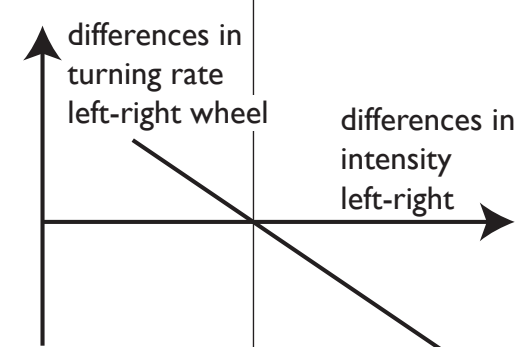 differences in
turning rate
left-right wheel
differences in
intensity
left-right